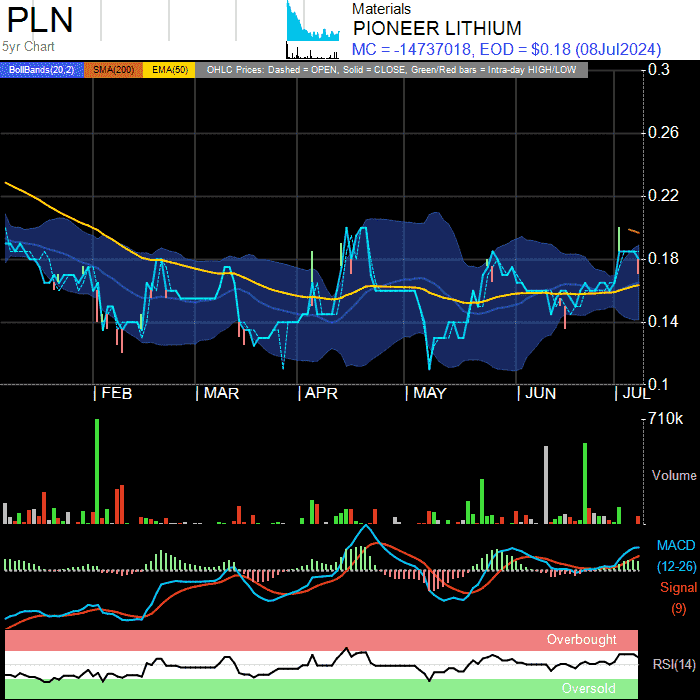 PLN
5yr Chart
Materials
PIONEER LITHIUM
MC = -14737018, EOD = $0.18 (08Jul2024)
BollBands(20,2) SMA(200) EMA(50) OHLC Prices: Dashed = OPEN, Solid = CLOSE, Green/Red bars = Intra-day HIGH/LOW
0.3
0.26
0.22
0.18
0.14
0.1
| FEB | MAR | APR | MAY | JUN | JUL
710k
Volume
MACD
(12-26)
Signal
(9)
Overbought
RSI(14)
Oversold